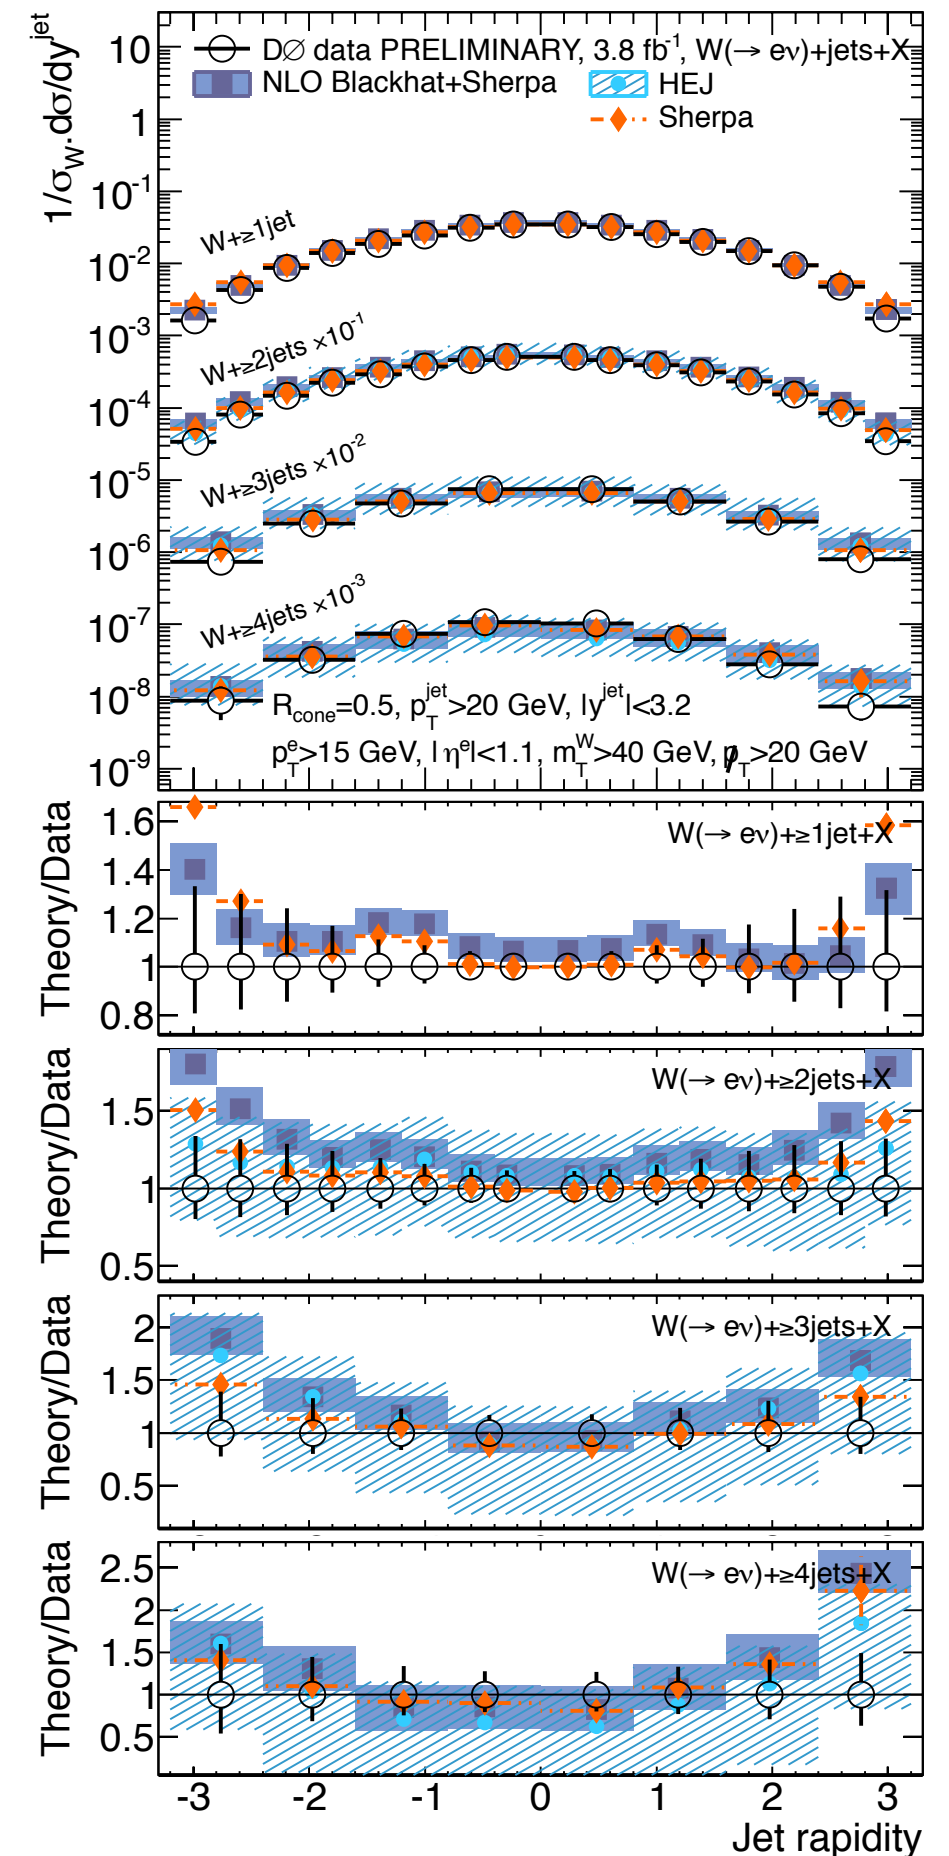 1/σW.dσ/dyjet
10
1
10-1
10-2
10-3
10-4
10-5
10-6
10-7
10-8
10-9
DØ data PRELIMINARY, 3.8 fb-1, W(→ eν)+jets+X
NLO Blackhat+Sherpa
HEJ
Sherpa
W+≥1jet
W+≥2jets ×10-1
W+≥3jets ×10-2
W+≥4jets ×10-3
Rcone=0.5, pTjet>20 GeV, |yjet|<3.2
pTe>15 GeV, |ηe|<1.1, mTW>40 GeV, p̸T>20 GeV
Theory/Data
1.6
1.4
1.2
1
0.8
W(→ eν)+≥1jet+X
Theory/Data
1.5
1
0.5
W(→ eν)+≥2jets+X
Theory/Data
2
1.5
1
0.5
W(→ eν)+≥3jets+X
Theory/Data
2.5
2
1.5
1
0.5
W(→ eν)+≥4jets+X
-3 -2 -1 0 1 2 3
Jet rapidity